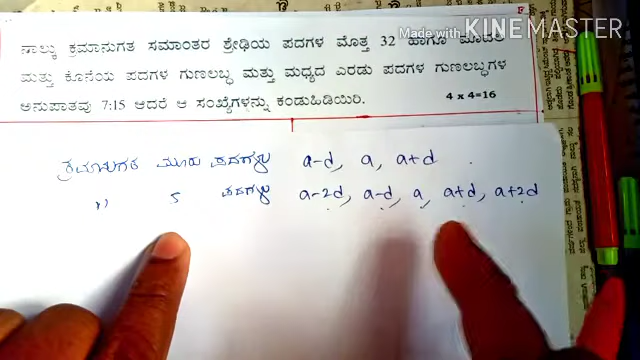 Made with KINEMASTER
ನಾಲ್ಕು ಕ್ರಮಾನುಗತ ಸಮಾಂತರ ಶ್ರೇಢಿಯ ಪದಗಳ ಮೊತ್ತ 32 ಹಾಗೂ ಮೊದಲ
ಮತ್ತು ಕೊನೆಯ ಪದಗಳ ಗುಣಲಬ್ಧ ಮತ್ತು ಮಧ್ಯದ ಎರಡು ಪದಗಳ ಗುಣಲಬ್ಧಗಳ
ಅನುಪಾತವು 7:15 ಆದರೆ ಆ ಸಂಖ್ಯೆಗಳನ್ನು ಕಂಡುಹಿಡಿಯಿರಿ. 4 x 4=16
ಕ್ರಮಾನುಗತ ಮೂರು ಪದಗಳು a-d, a, a+d
" 5 ಪದಗಳು a-2d, a-d, a, a+d, a+2d